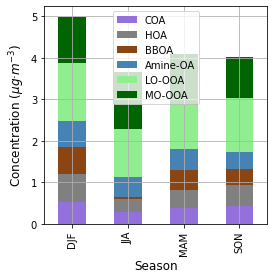 COA
HOA
BBOA
Amine-OA
LO-OOA
MO-OOA
Concentration (μg·m⁻³)
5
4
3
2
1
0
DJF
JJA
MAM
SON
Season